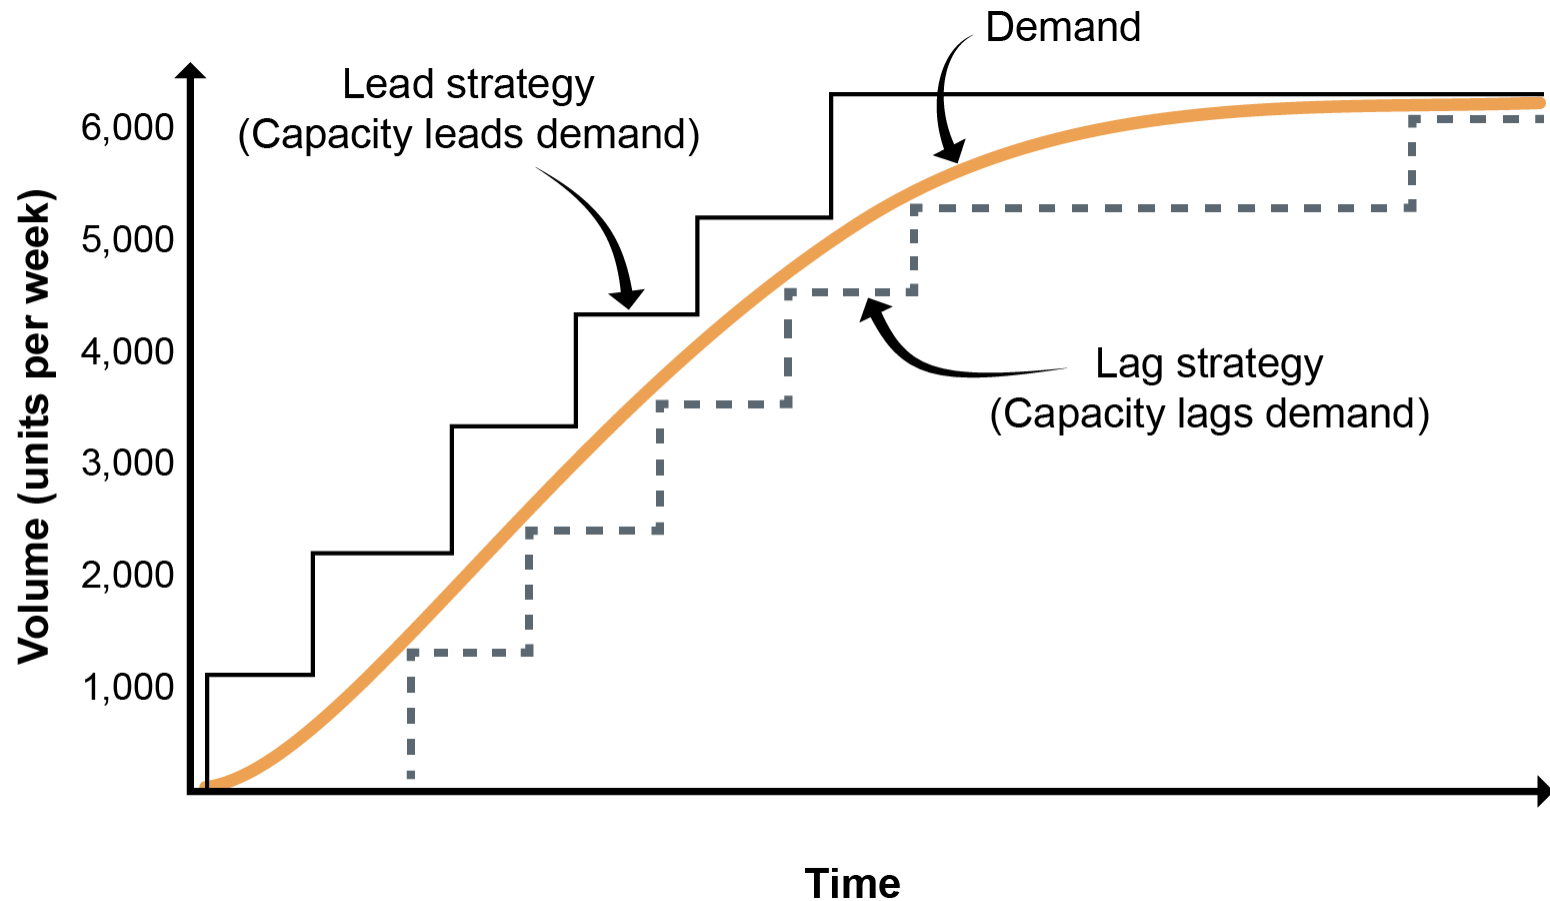 Demand
Lead strategy
(Capacity leads demand)
6,000
5,000
4,000
3,000
2,000
1,000
Volume (units per week)
Lag strategy
(Capacity lags demand)
Time